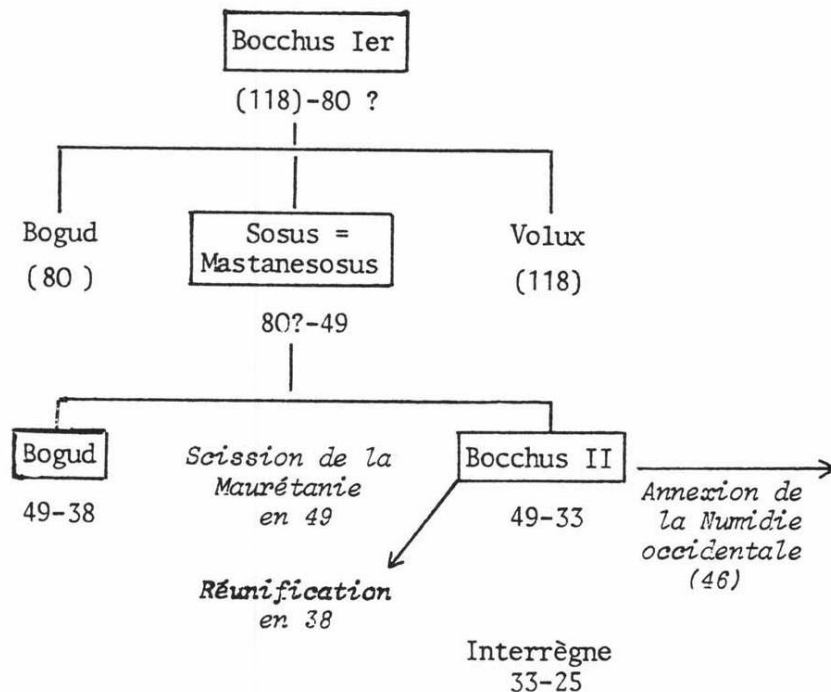 Bocchus Ier
(118)-80 ?
Bogud
(80 )
Sosus =
Mastanesosus
80?-49
Volux
(118)
Bogud
49-38
Scission de la
Maurétanie
en 49
Bocchus II
49-33
Annexion de
la Numidie
occidentale
(46)
Réunification
en 38
Interrègne
33-25